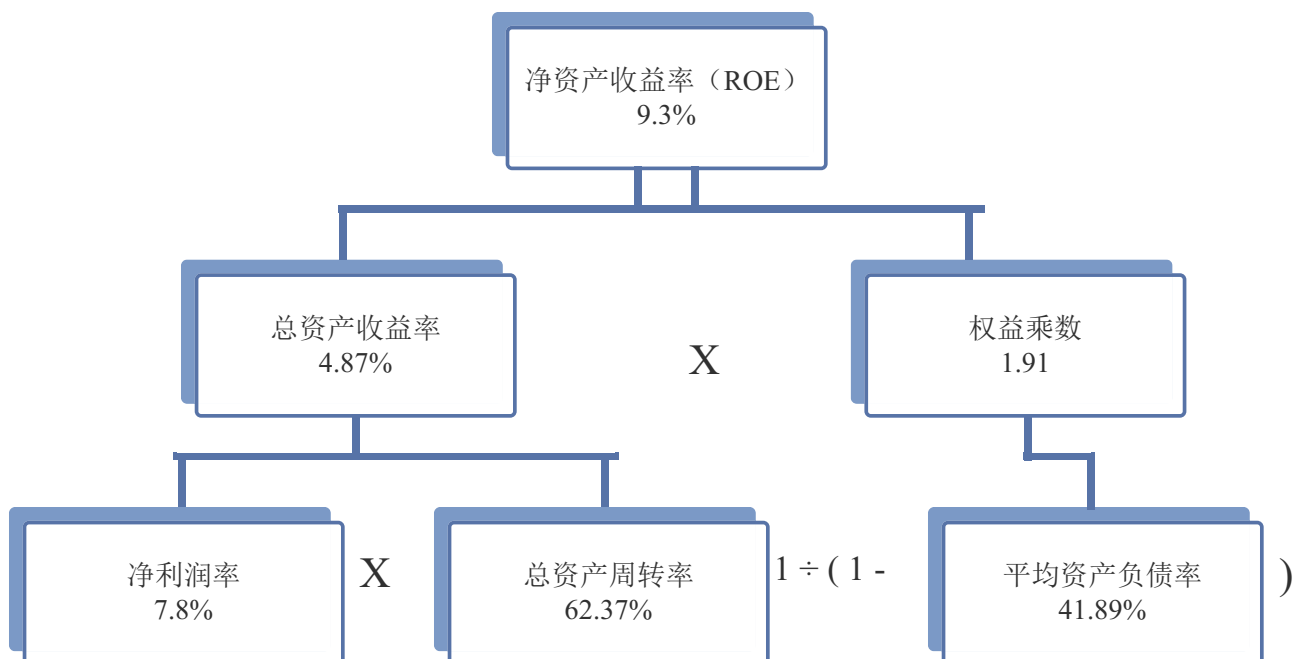 净资产收益率（ROE）
9.3%
总资产收益率
4.87%
X
权益乘数
1.91
净利润率
7.8%
X
总资产周转率
62.37%
1 ÷ ( 1 -
平均资产负债率
41.89%
)